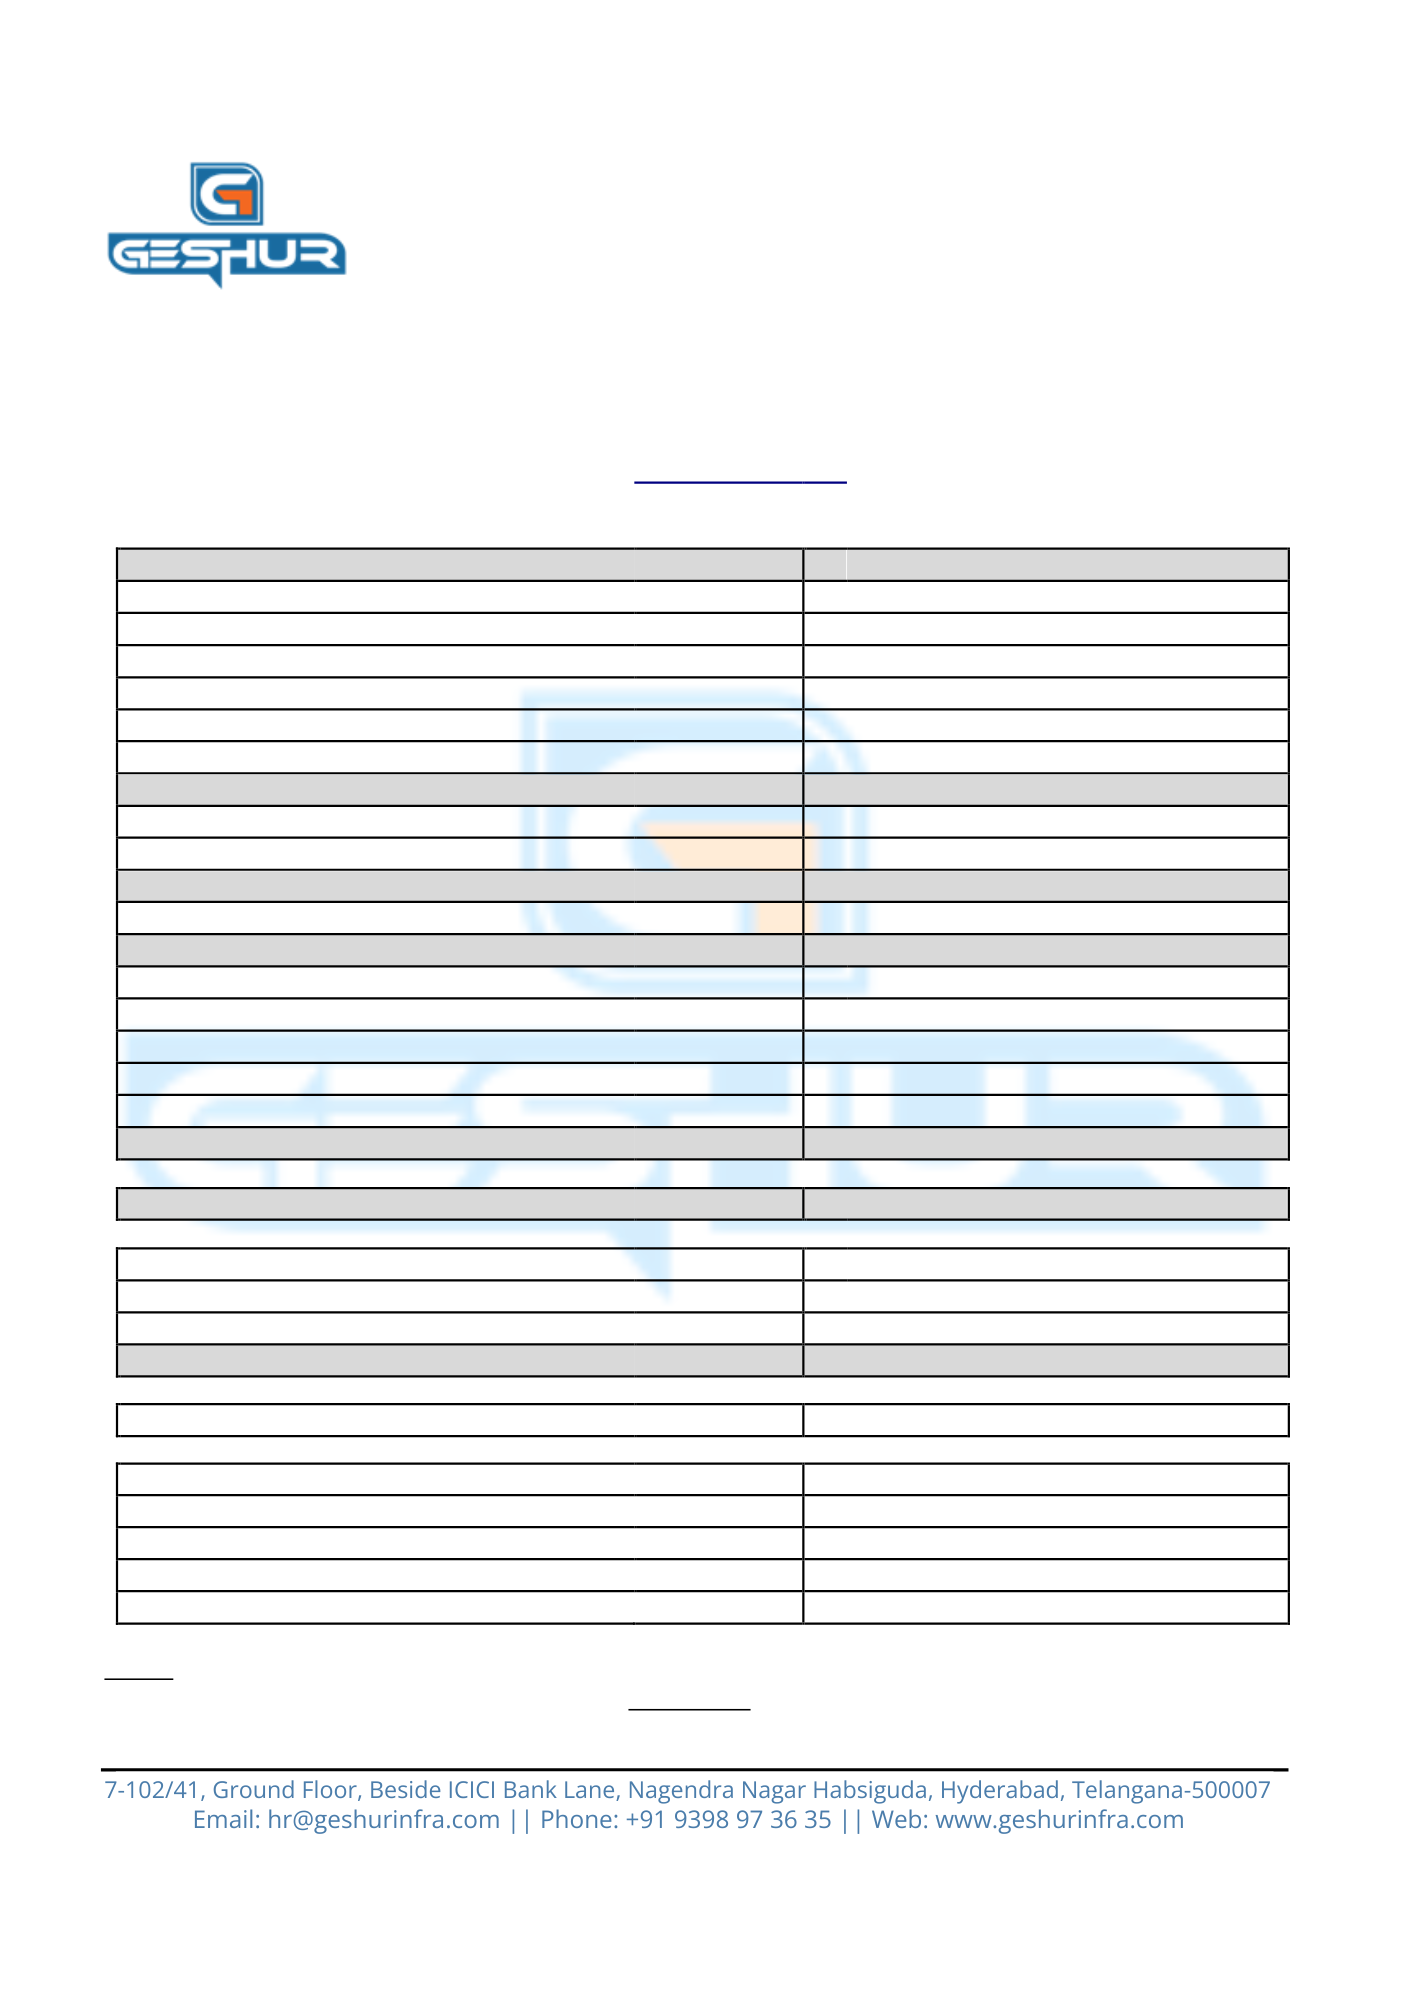 G
GESHUR
7-102/41, Ground Floor, Beside ICICI Bank Lane, Nagendra Nagar Habsiguda, Hyderabad, Telangana-500007
Email: hr@geshurinfra.com || Phone: +91 9398 97 36 35 || Web: www.geshurinfra.com